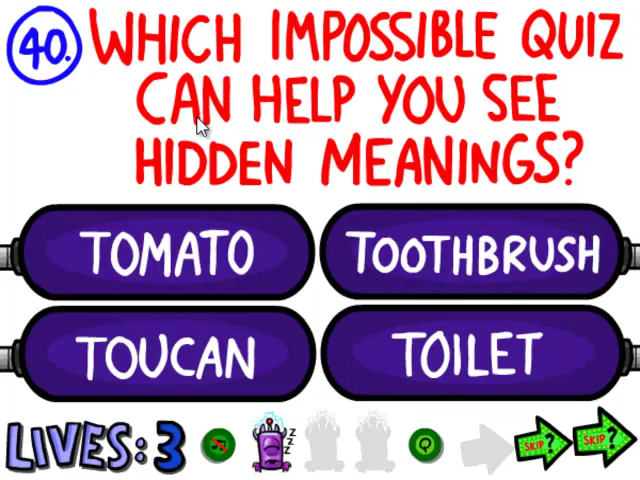 40. WHICH IMPOSSIBLE QUIZ
CAN HELP YOU SEE
HIDDEN MEANINGS?
TOMATO
TOOTHBRUSH
TOUCAN
TOILET
LIVES: 3
Z
Z
Z
SKIP?
SKIP?